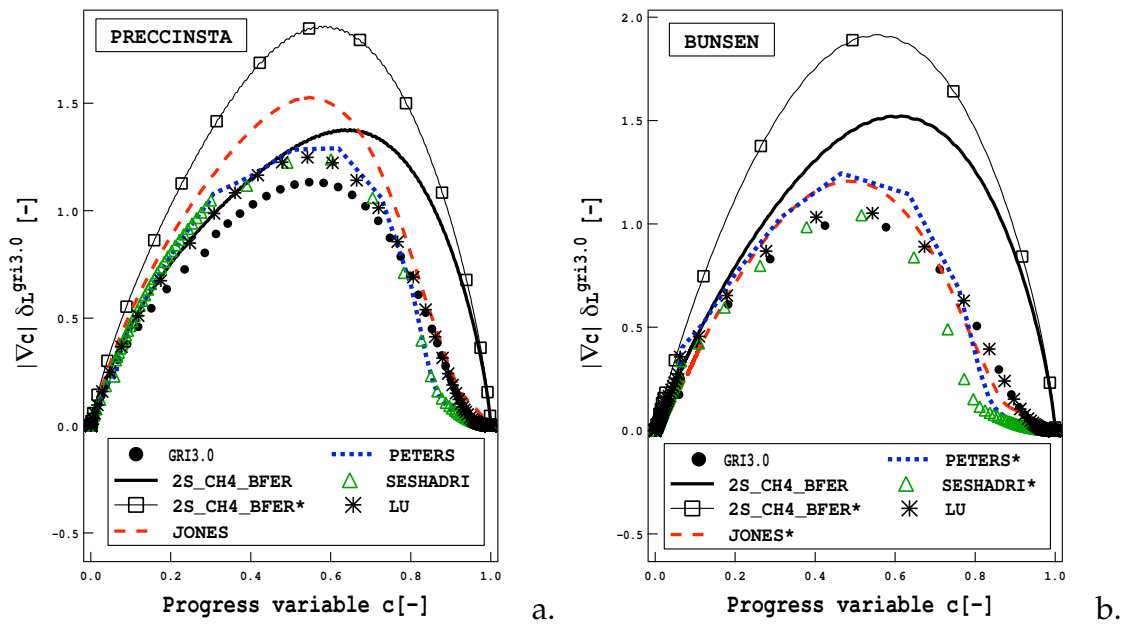 PRECCINSTA
|∇c| δL^gri3.0 [-]
1.5
1.0
0.5
0.0
-0.5
GRI3.0
2S_CH4_BFER
2S_CH4_BFER*
JONES
PETERS
SESHADRI
LU
0.0 0.2 0.4 0.6 0.8 1.0
Progress variable c[-]
a.
BUNSEN
|∇c| δL^gri3.0 [-]
2.0
1.5
1.0
0.5
0.0
-0.5
GRI3.0
2S_CH4_BFER
2S_CH4_BFER*
JONES*
PETERS*
SESHADRI*
LU
0.0 0.2 0.4 0.6 0.8 1.0
Progress variable c[-]
b.